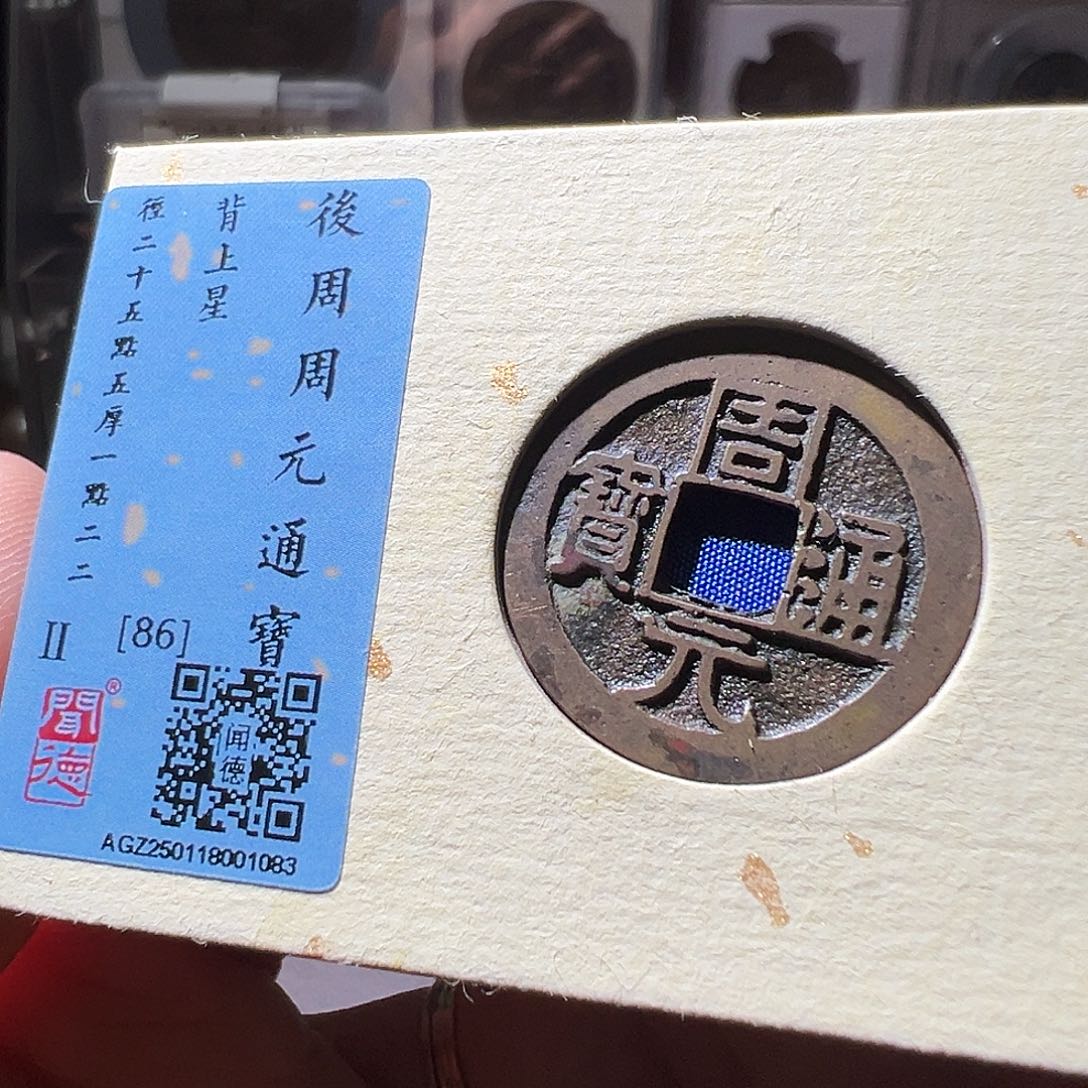 後周周元通寶
背上星
徑二十五點五厚一點二二
II [86]
聞德®
闻德
AGZ250118001083
周元通寶